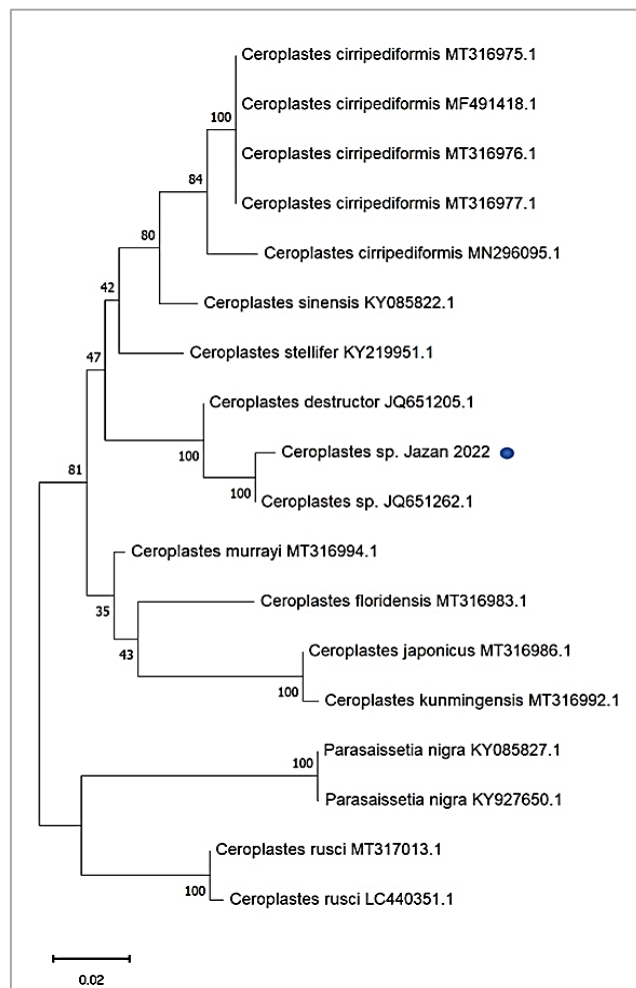 Ceroplastes cirripediformis MT316975.1
Ceroplastes cirripediformis MF491418.1
100
Ceroplastes cirripediformis MT316976.1
84
Ceroplastes cirripediformis MT316977.1
80
Ceroplastes cirripediformis MN296095.1
42
Ceroplastes sinensis KY085822.1
47
Ceroplastes stellifer KY219951.1
Ceroplastes destructor JQ651205.1
100
Ceroplastes sp. Jazan 2022
81
100
Ceroplastes sp. JQ651262.1
Ceroplastes murrayi MT316994.1
35
Ceroplastes floridensis MT316983.1
43
Ceroplastes japonicus MT316986.1
100
Ceroplastes kunmingensis MT316992.1
100
Parasaissetia nigra KY085827.1
Parasaissetia nigra KY927650.1
Ceroplastes rusci MT317013.1
100
Ceroplastes rusci LC440351.1
0.02